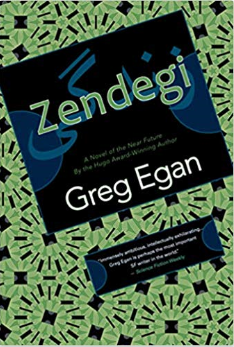 زندگی
Zendegi
A Novel of the Near Future
By the Hugo Award-Winning Author
Greg Egan
"Immensely ambitious, intellectually exhilarating...
Greg Egan is perhaps the most important
SF writer in the world."
— Science Fiction Weekly